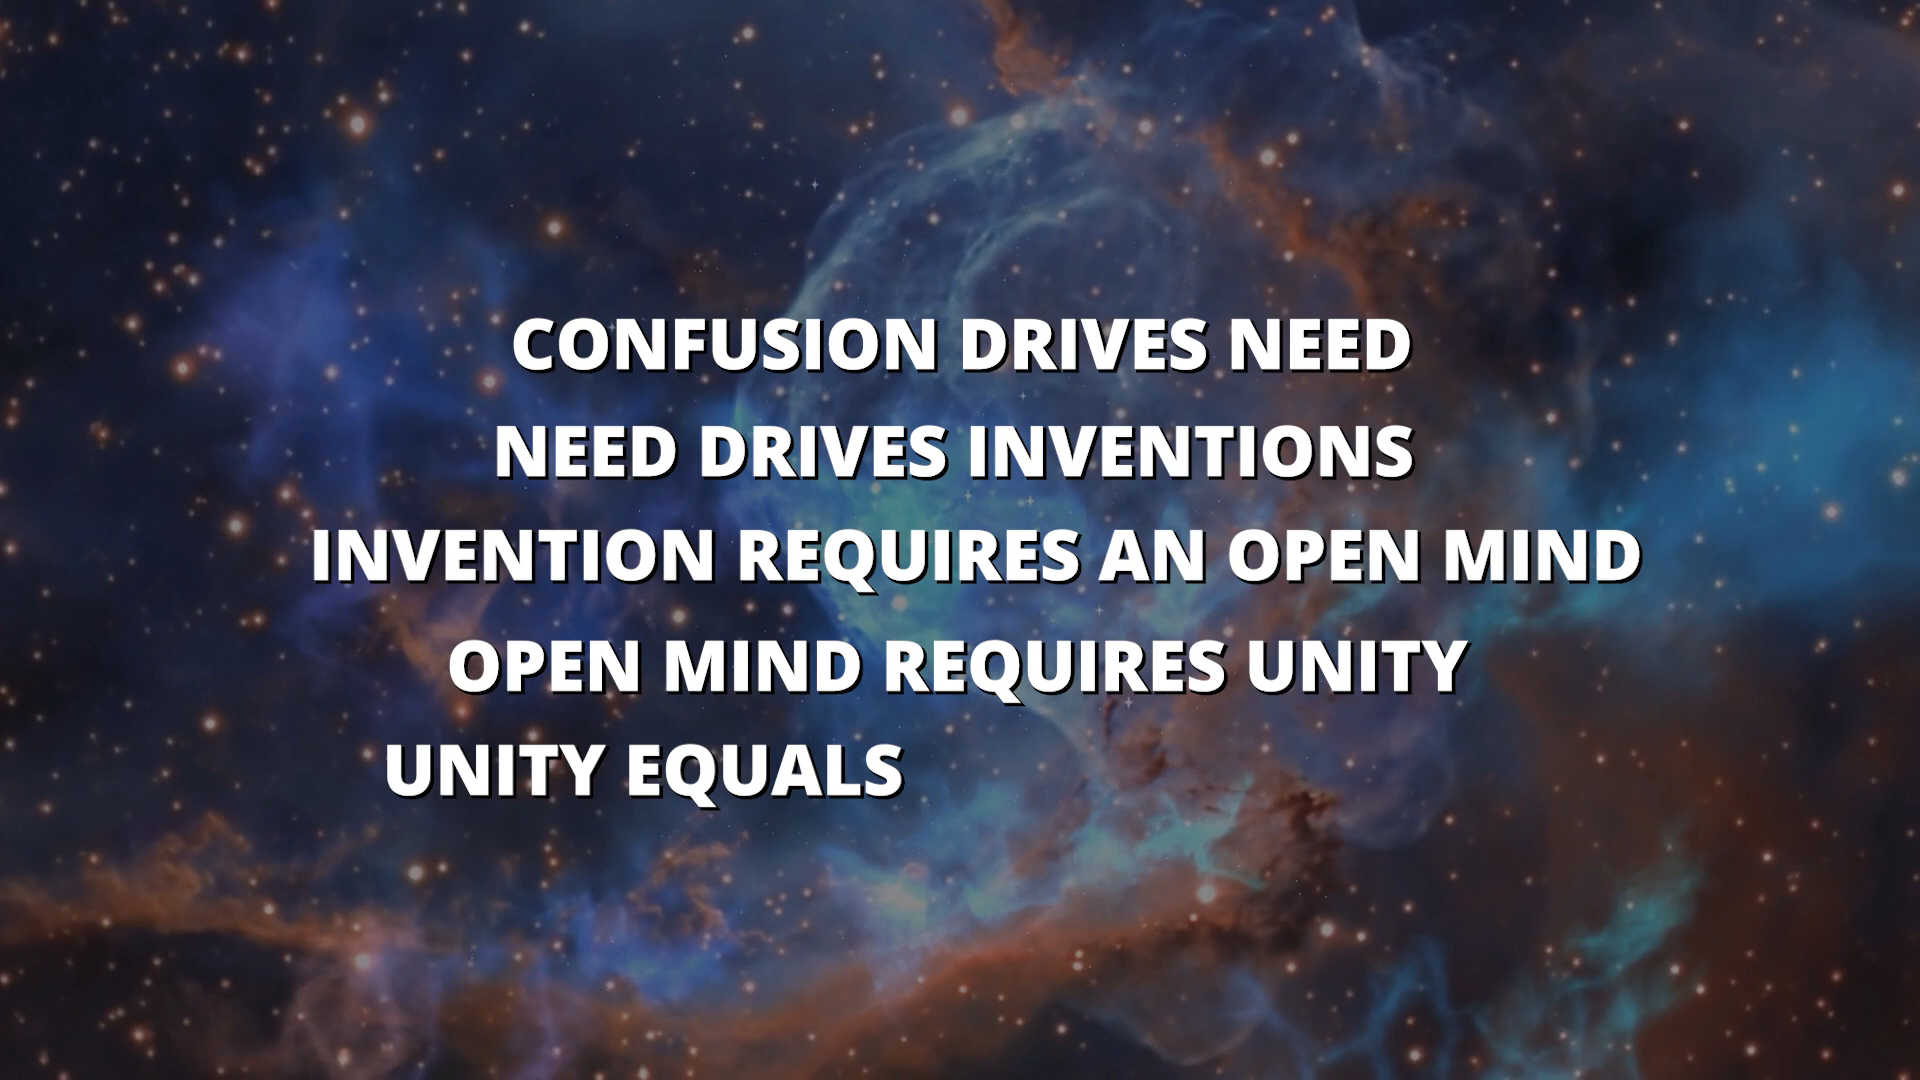 CONFUSION DRIVES NEED
NEED DRIVES INVENTIONS
INVENTION REQUIRES AN OPEN MIND
OPEN MIND REQUIRES UNITY
UNITY EQUALS